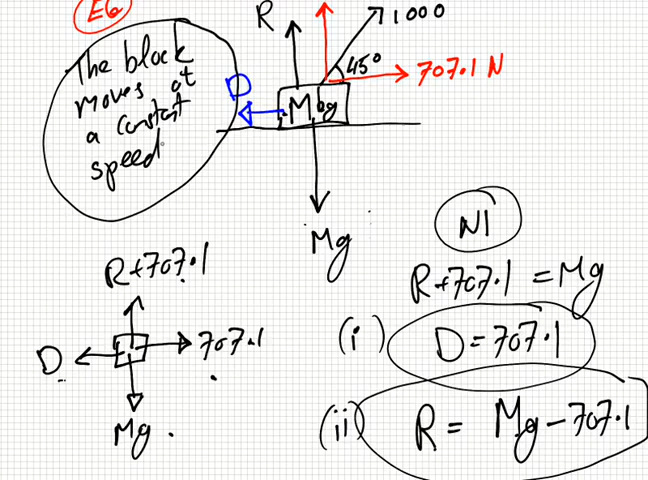 E6
The block
moves at
a constant
speed.
R
1000
45°
707.1 N
D
M kg
Mg
R+707.1
D
707.1
Mg.
N1
R+707.1 = Mg
(i) D = 707.1
(ii) R = Mg - 707.1